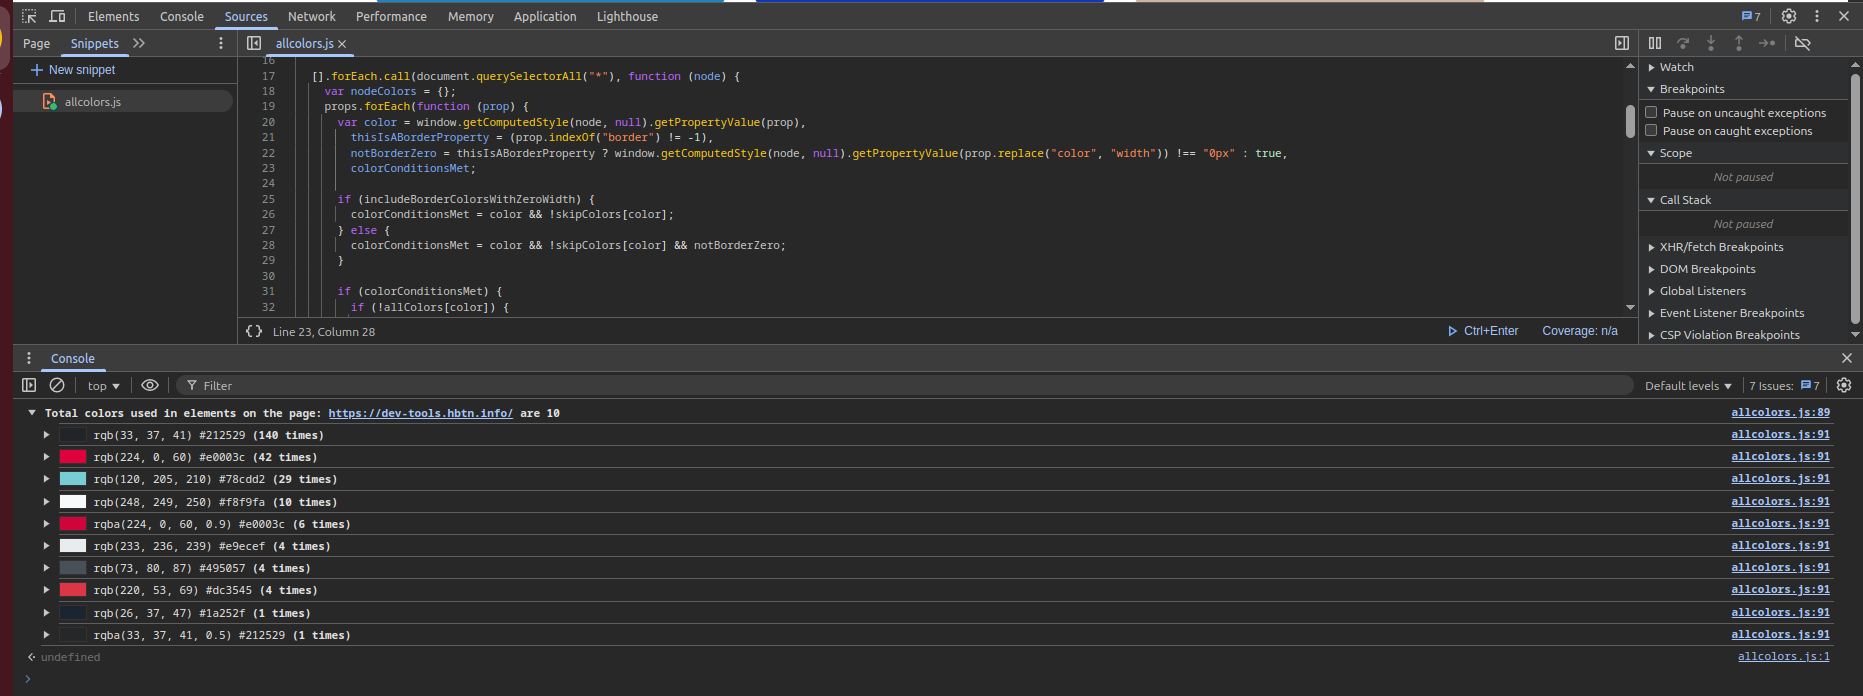 Elements Console Sources Network Performance Memory Application Lighthouse 7
Page Snippets allcolors.js
New snippet
allcolors.js
16
17 [].forEach.call(document.querySelectorAll("*"), function (node) {
18 var nodeColors = {};
19 props.forEach(function (prop) {
20 var color = window.getComputedStyle(node, null).getPropertyValue(prop),
21 thisIsABorderProperty = (prop.indexOf("border") != -1),
22 notBorderZero = thisIsABorderProperty ? window.getComputedStyle(node, null).getPropertyValue(prop.replace("color", "width")) !== "0px" : true,
23 colorConditionsMet;
24
25 if (includeBorderColorsWithZeroWidth) {
26 colorConditionsMet = color && !skipColors[color];
27 } else {
28 colorConditionsMet = color && !skipColors[color] && notBorderZero;
29 }
30
31 if (colorConditionsMet) {
32 if (!allColors[color]) {
{} Line 23, Column 28 Ctrl+Enter Coverage: n/a
Watch
Breakpoints
Pause on uncaught exceptions
Pause on caught exceptions
Scope
Not paused
Call Stack
Not paused
XHR/fetch Breakpoints
DOM Breakpoints
Global Listeners
Event Listener Breakpoints
CSP Violation Breakpoints
Console
top Filter Default levels 7 Issues: 7
Total colors used in elements on the page: https://dev-tools.hbtn.info/ are 10 allcolors.js:89
rgb(33, 37, 41) #212529 (140 times) allcolors.js:91
rgb(224, 0, 60) #e0003c (42 times) allcolors.js:91
rgb(120, 205, 210) #78cdd2 (29 times) allcolors.js:91
rgb(248, 249, 250) #f8f9fa (10 times) allcolors.js:91
rgba(224, 0, 60, 0.9) #e0003c (6 times) allcolors.js:91
rgb(233, 236, 239) #e9ecef (4 times) allcolors.js:91
rgb(73, 80, 87) #495057 (4 times) allcolors.js:91
rgb(220, 53, 69) #dc3545 (4 times) allcolors.js:91
rgb(26, 37, 47) #1a252f (1 times) allcolors.js:91
rgba(33, 37, 41, 0.5) #212529 (1 times) allcolors.js:91
undefined allcolors.js:1